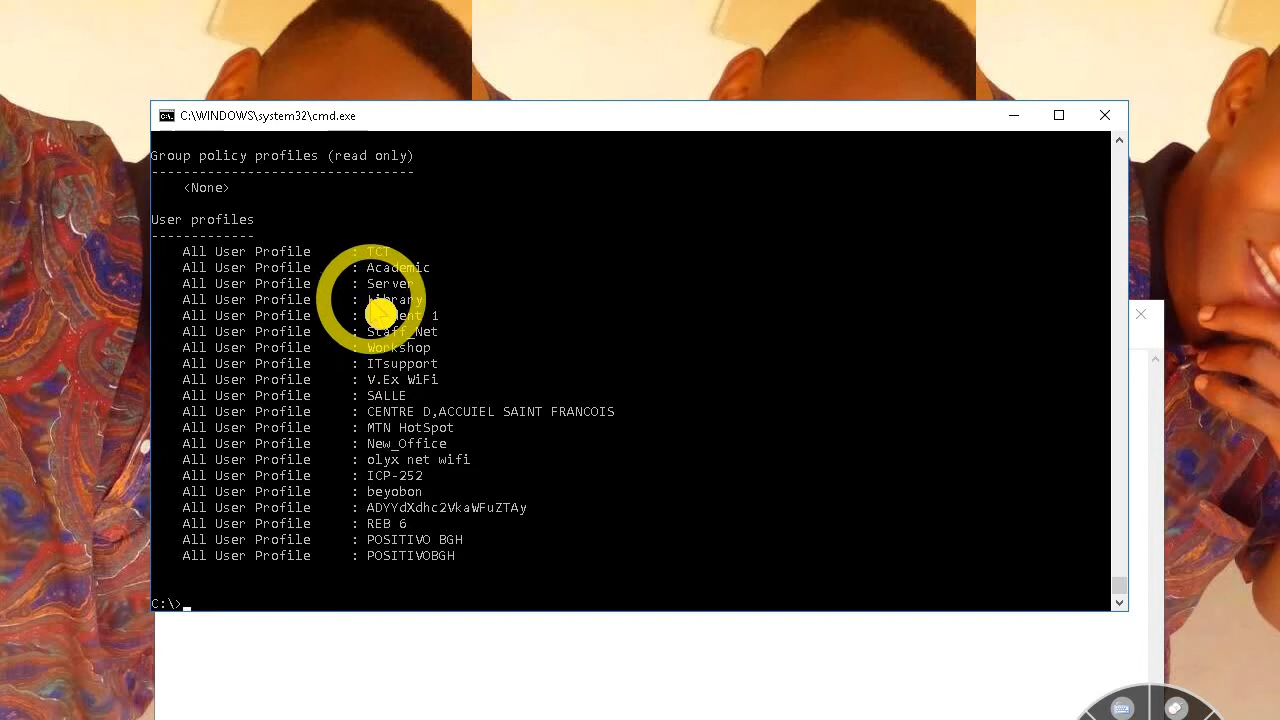 C:\WINDOWS\system32\cmd.exe
Group policy profiles (read only)
---------------------------------
<None>
User profiles
-------------
All User Profile : TCT
All User Profile : Academic
All User Profile : Server
All User Profile : Library
All User Profile : 1
All User Profile : Staff_Net
All User Profile : Workshop
All User Profile : ITsupport
All User Profile : V.Ex WiFi
All User Profile : SALLE
All User Profile : CENTRE D,ACCUIEL SAINT FRANCOIS
All User Profile : MTN HotSpot
All User Profile : New_Office
All User Profile : olyx net wifi
All User Profile : ICP-252
All User Profile : beyobon
All User Profile : ADYYdXdhc2VkaWFuZTAy
All User Profile : REB 6
All User Profile : POSITIVO BGH
All User Profile : POSITIVOBGH
C:\>